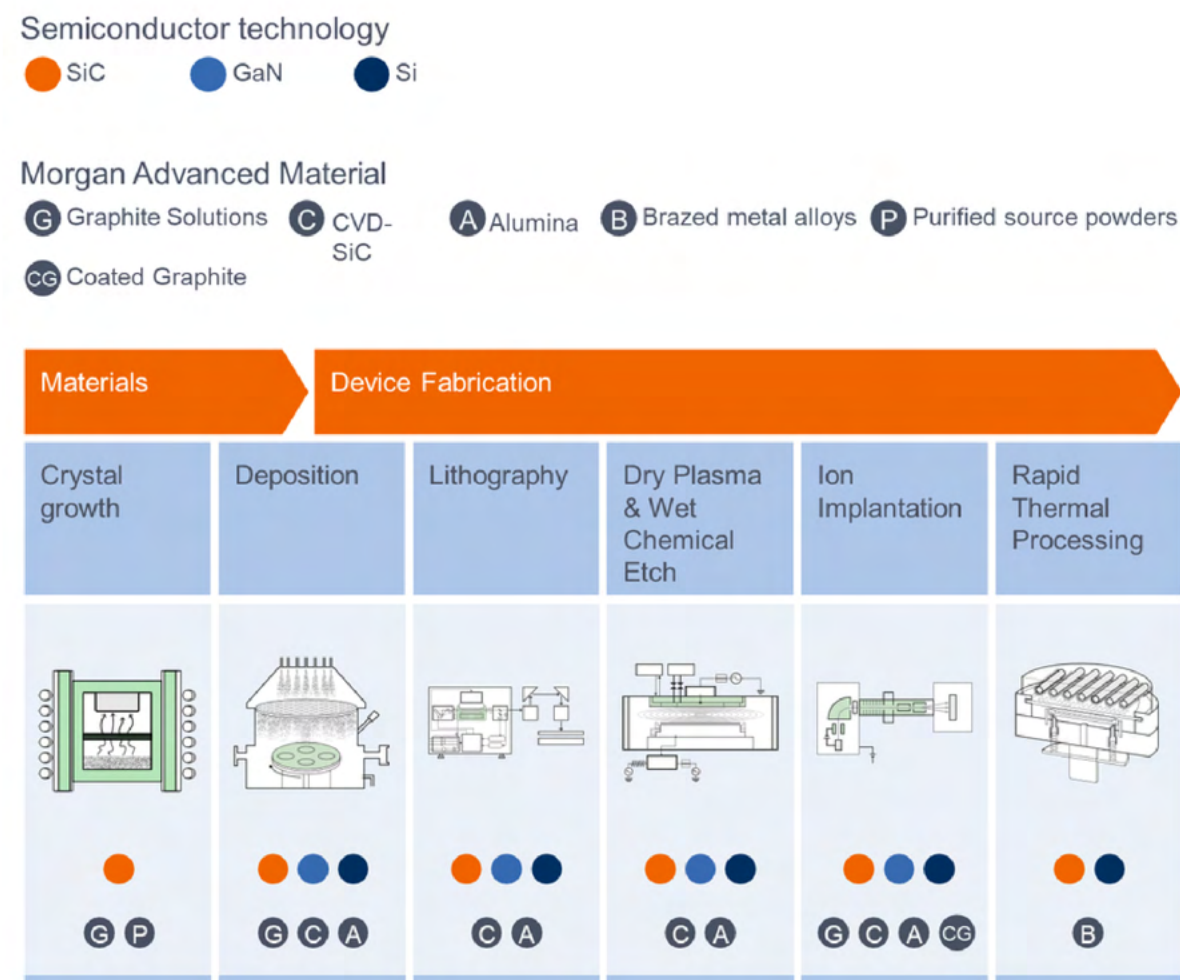 Semiconductor technology
SiC GaN Si
Morgan Advanced Material
G Graphite Solutions C CVD-
SiC A Alumina B Brazed metal alloys P Purified source powders
CG Coated Graphite
Materials Device Fabrication
Crystal
growth
Deposition
Lithography
Dry Plasma
& Wet
Chemical
Etch
Ion
Implantation
Rapid
Thermal
Processing
G P
G C A
C A
C A
G C A CG
B